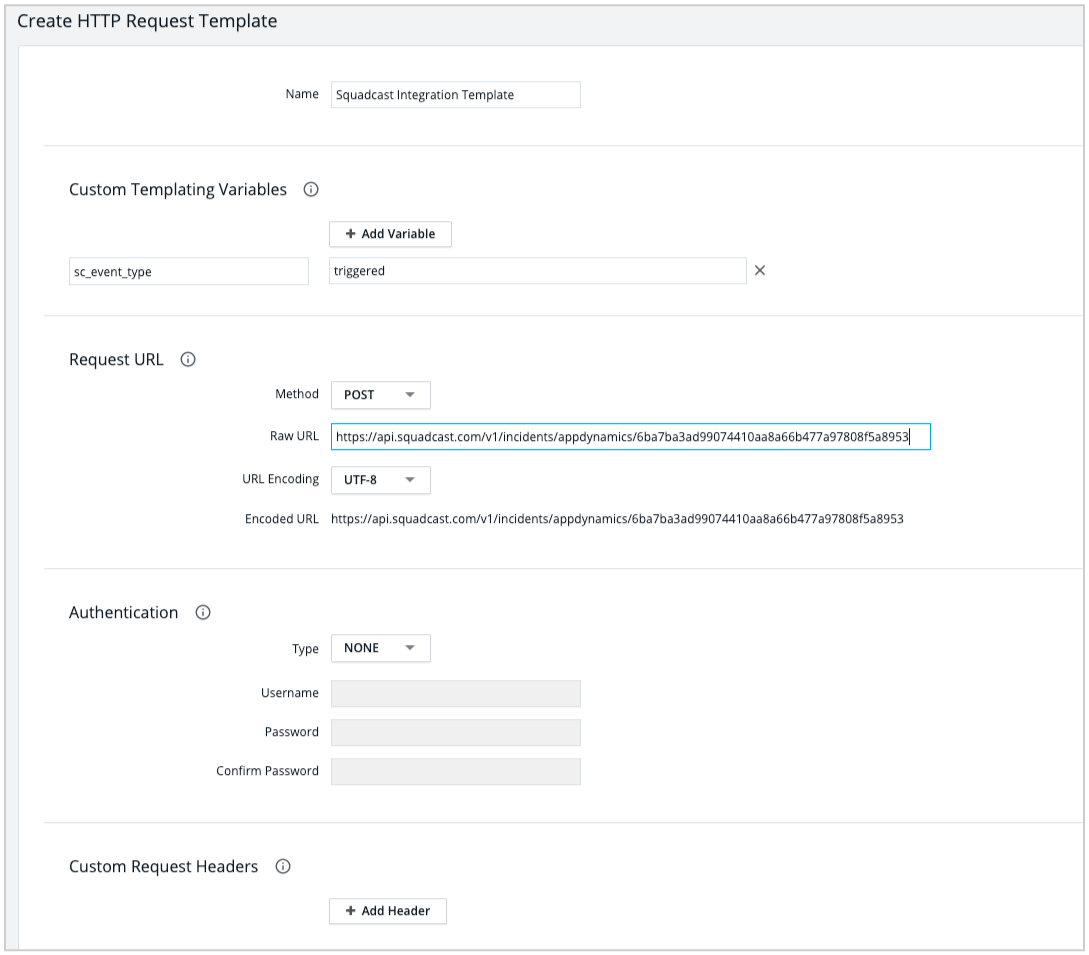 Create HTTP Request Template
Name Squadcast Integration Template
Custom Templating Variables
+ Add Variable
sc_event_type triggered
Request URL
Method POST
Raw URL https://api.squadcast.com/v1/incidents/appdynamics/6ba7ba3ad99074410aa8a66b477a97808f5a8953
URL Encoding UTF-8
Encoded URL https://api.squadcast.com/v1/incidents/appdynamics/6ba7ba3ad99074410aa8a66b477a97808f5a8953
Authentication
Type NONE
Username
Password
Confirm Password
Custom Request Headers
+ Add Header